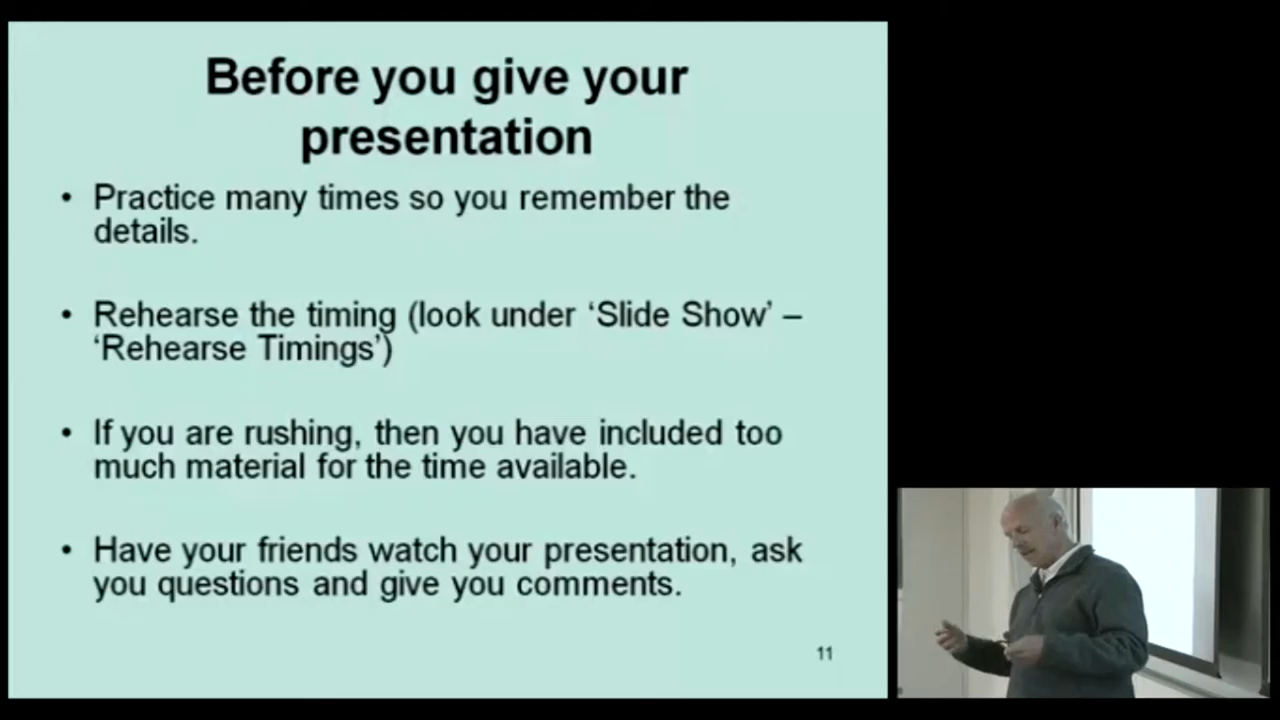 Before you give your
presentation
• Practice many times so you remember the
details.
• Rehearse the timing (look under ‘Slide Show’ –
‘Rehearse Timings’)
• If you are rushing, then you have included too
much material for the time available.
• Have your friends watch your presentation, ask
you questions and give you comments.
11